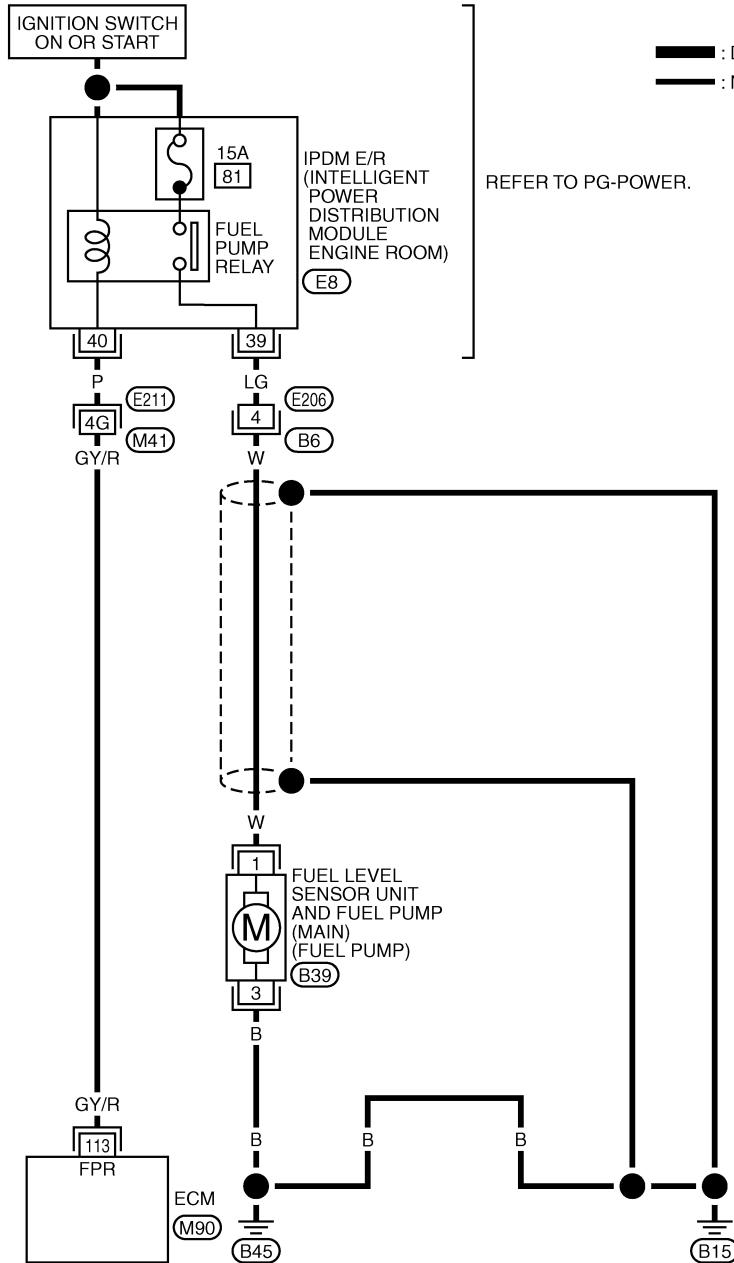 IGNITION SWITCH
ON OR START
: D
: N
15A
81
IPDM E/R
(INTELLIGENT
POWER
DISTRIBUTION
MODULE
ENGINE ROOM)
E8
REFER TO PG-POWER.
FUEL
PUMP
RELAY
40
39
P
LG
E211
E206
4G
4
M41
B6
GY/R
W
W
1
FUEL LEVEL
SENSOR UNIT
AND FUEL PUMP
(MAIN)
(FUEL PUMP)
M
B39
3
B
GY/R
B
B
B
113
FPR
ECM
M90
B45
B15